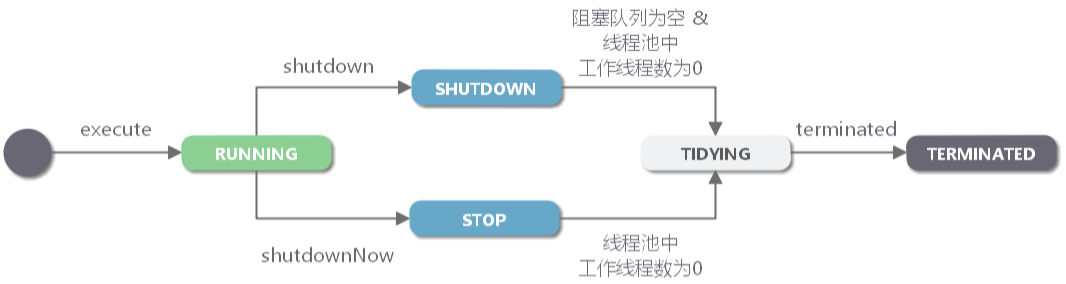 阻塞队列为空 &
线程池中
工作线程数为0
shutdown
SHUTDOWN
execute
RUNNING
TIDYING
terminated
TERMINATED
STOP
shutdownNow
线程池中
工作线程数为0